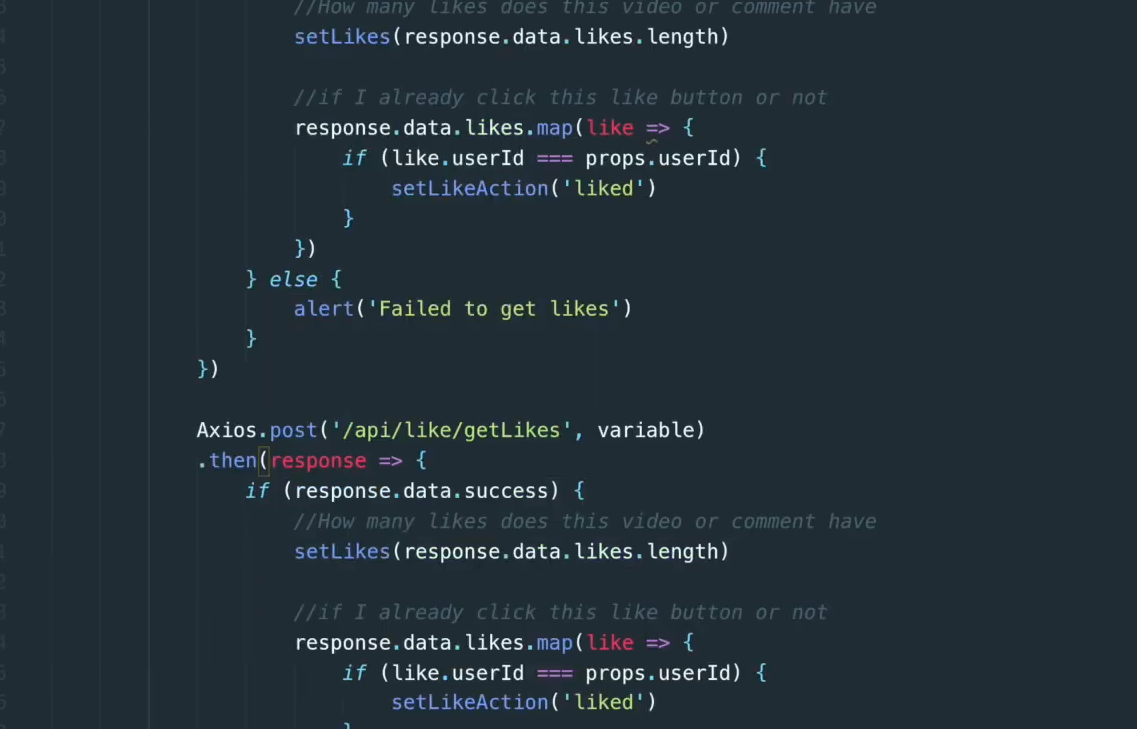 //How many likes does this video or comment have
setLikes(response.data.likes.length)
//if I already click this like button or not
response.data.likes.map(like => {
if (like.userId === props.userId) {
setLikeAction('liked')
}
})
} else {
alert('Failed to get likes')
}
})
Axios.post('/api/like/getLikes', variable)
.then(response => {
if (response.data.success) {
//How many likes does this video or comment have
setLikes(response.data.likes.length)
//if I already click this like button or not
response.data.likes.map(like => {
if (like.userId === props.userId) {
setLikeAction('liked')